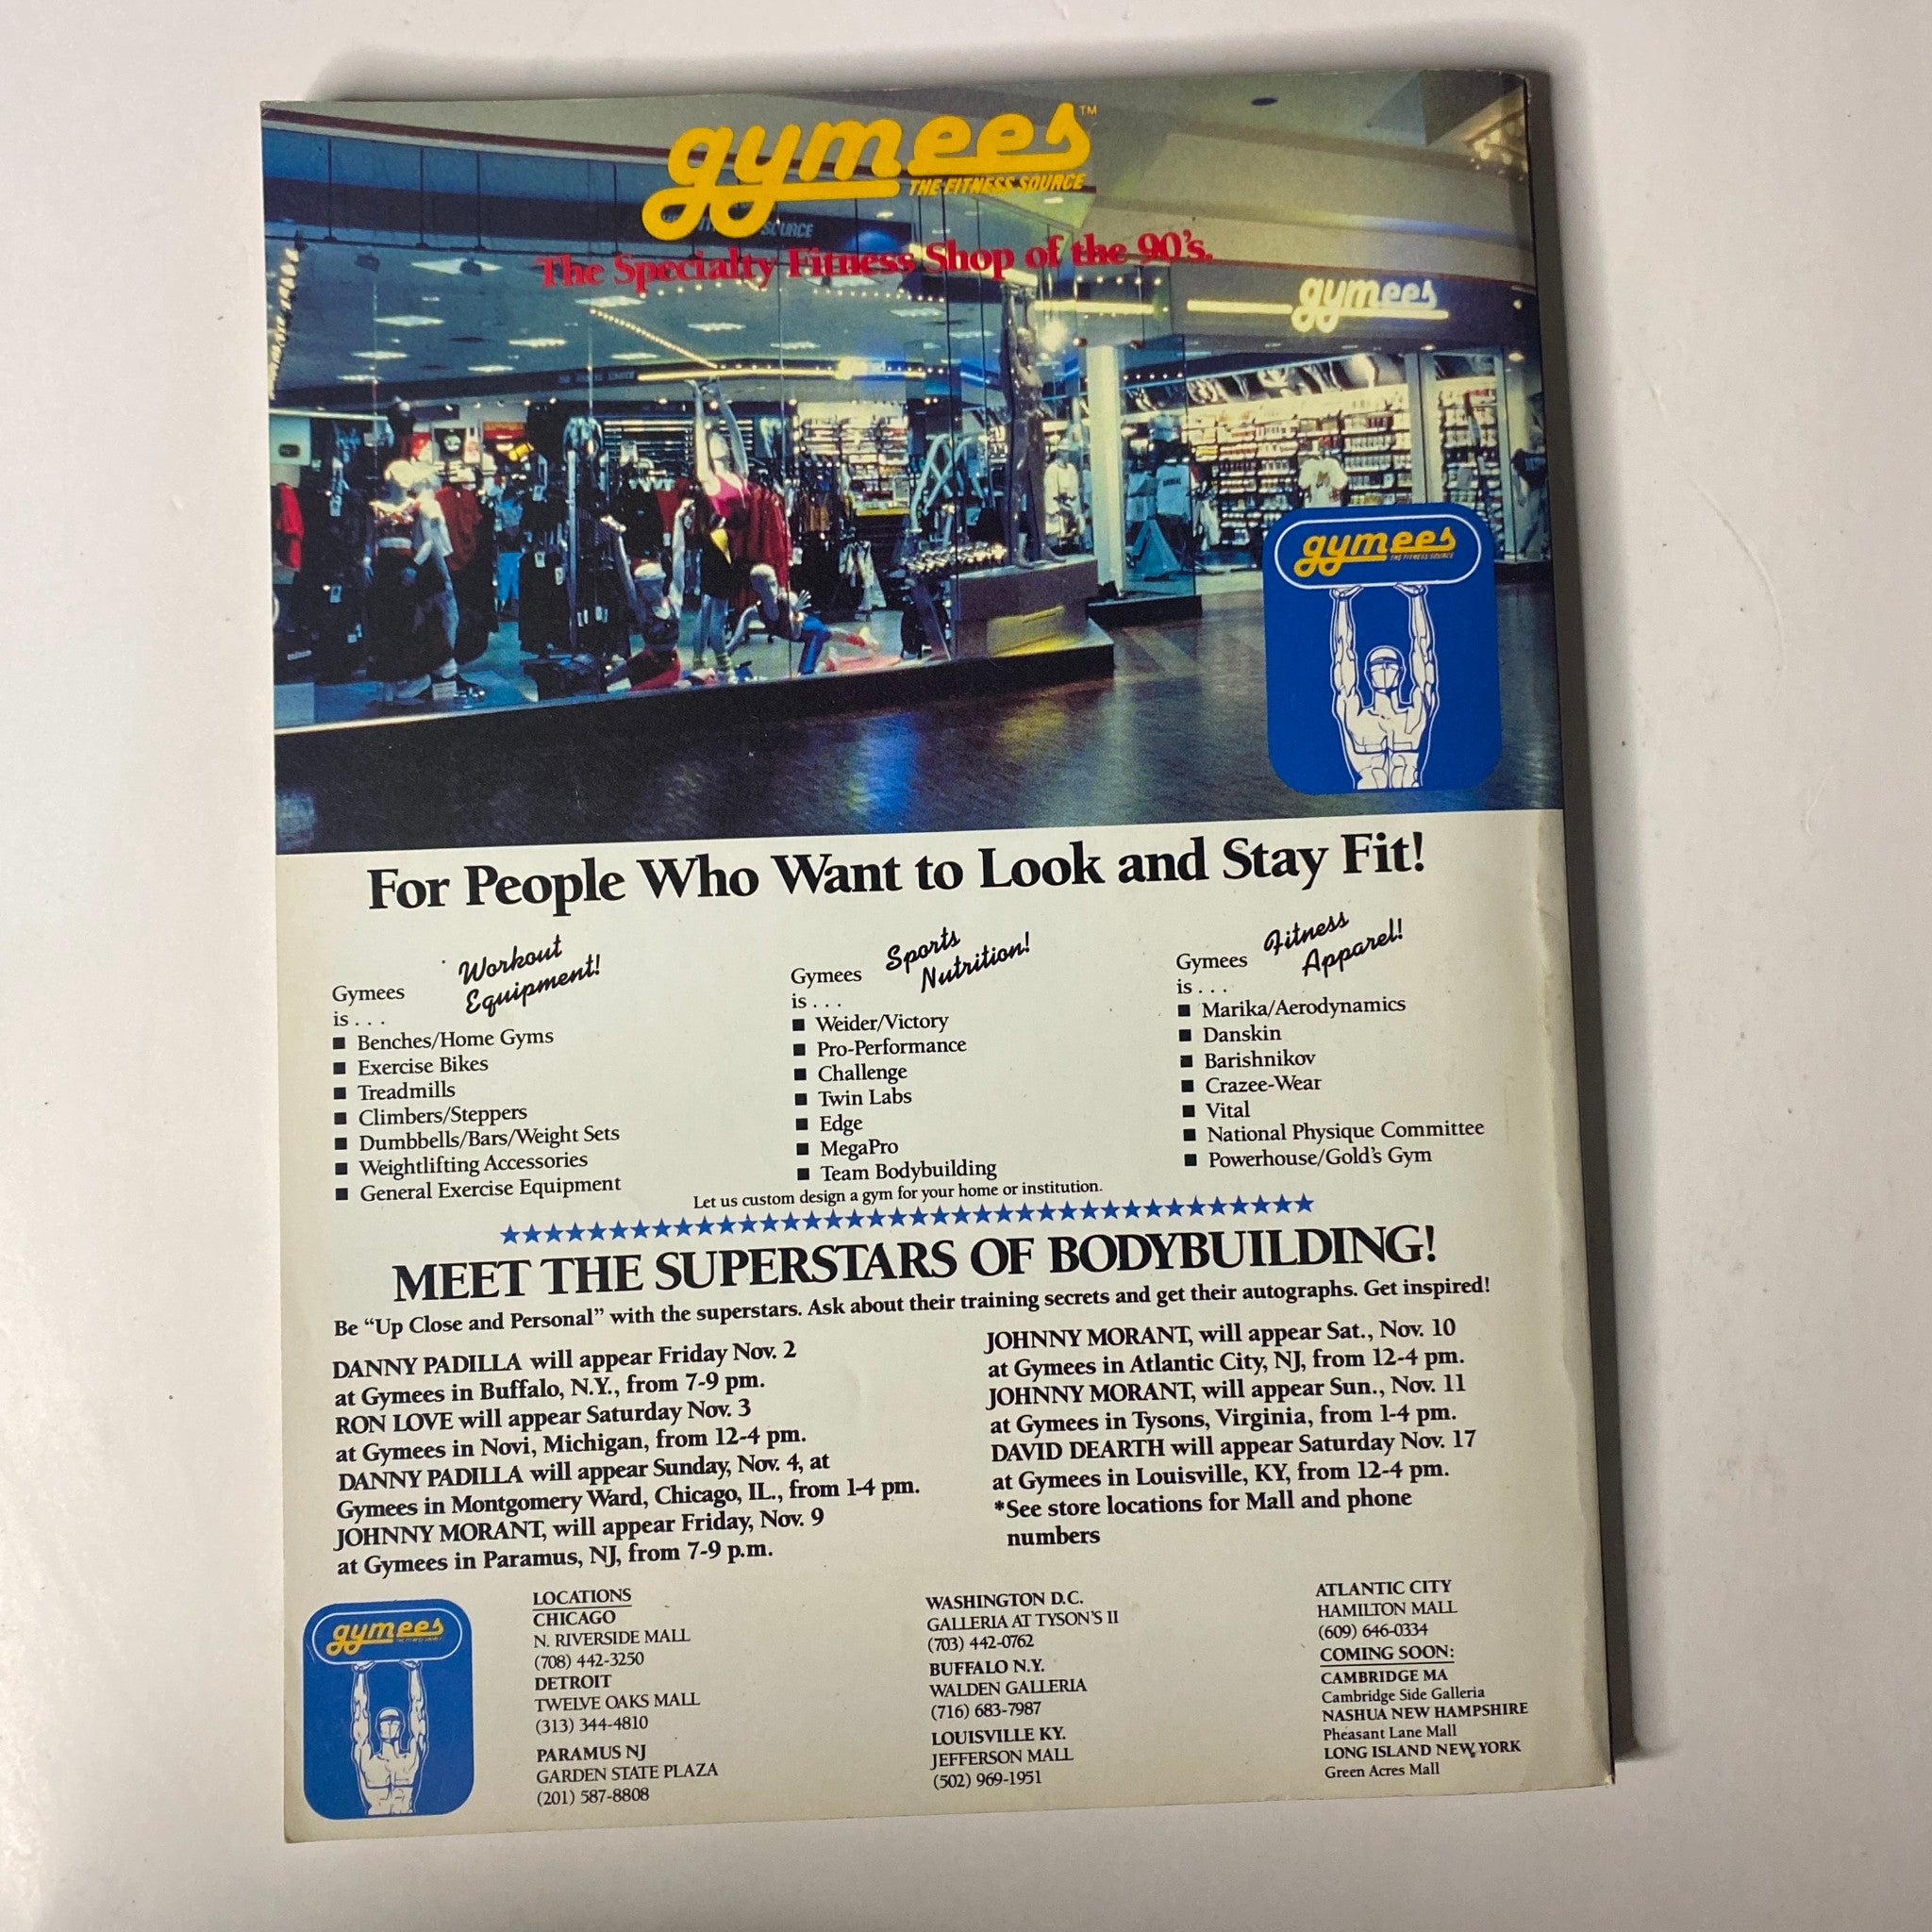 gymees™
THE FITNESS SOURCE
SOURCE
The Specialty Fitness Shop of the 90's.
gymees
gymees
THE FITNESS SOURCE
For People Who Want to Look and Stay Fit!
Gymees
is . . .
Workout
Equipment!
■ Benches/Home Gyms
■ Exercise Bikes
■ Treadmills
■ Climbers/Steppers
■ Dumbbells/Bars/Weight Sets
■ Weightlifting Accessories
■ General Exercise Equipment
Gymees
is . . .
Sports
Nutrition!
■ Weider/Victory
■ Pro-Performance
■ Challenge
■ Twin Labs
■ Edge
■ MegaPro
■ Team Bodybuilding
Gymees
is . . .
Fitness
Apparel!
■ Marika/Aerodynamics
■ Danskin
■ Barishnikov
■ Crazee-Wear
■ Vital
■ National Physique Committee
■ Powerhouse/Gold's Gym
Let us custom design a gym for your home or institution.
MEET THE SUPERSTARS OF BODYBUILDING!
Be “Up Close and Personal” with the superstars. Ask about their training secrets and get their autographs. Get inspired!
DANNY PADILLA will appear Friday Nov. 2
at Gymees in Buffalo, N.Y., from 7-9 pm.
RON LOVE will appear Saturday Nov. 3
at Gymees in Novi, Michigan, from 12-4 pm.
DANNY PADILLA will appear Sunday, Nov. 4, at
Gymees in Montgomery Ward, Chicago, IL., from 1-4 pm.
JOHNNY MORANT, will appear Friday, Nov. 9
at Gymees in Paramus, NJ, from 7-9 p.m.
JOHNNY MORANT, will appear Sat., Nov. 10
at Gymees in Atlantic City, NJ, from 12-4 pm.
JOHNNY MORANT, will appear Sun., Nov. 11
at Gymees in Tysons, Virginia, from 1-4 pm.
DAVID DEARTH will appear Saturday Nov. 17
at Gymees in Louisville, KY, from 12-4 pm.
*See store locations for Mall and phone
numbers
gymees
LOCATIONS
CHICAGO
N. RIVERSIDE MALL
(708) 442-3250
DETROIT
TWELVE OAKS MALL
(313) 344-4810
PARAMUS NJ
GARDEN STATE PLAZA
(201) 587-8808
WASHINGTON D.C.
GALLERIA AT TYSON'S II
(703) 442-0762
BUFFALO N.Y.
WALDEN GALLERIA
(716) 683-7987
LOUISVILLE KY.
JEFFERSON MALL
(502) 969-1951
ATLANTIC CITY
HAMILTON MALL
(609) 646-0334
COMING SOON:
CAMBRIDGE MA
Cambridge Side Galleria
NASHUA NEW HAMPSHIRE
Pheasant Lane Mall
LONG ISLAND NEW YORK
Green Acres Mall